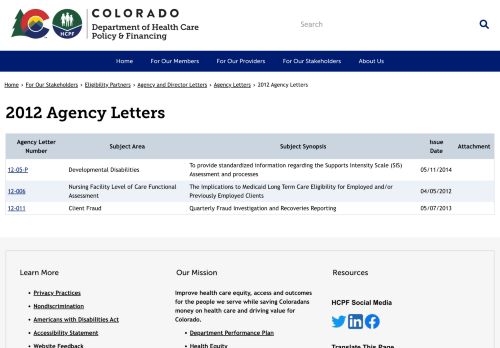 COLORADO
Department of Health Care
Policy & Financing
HCPF
Search
Home For Our Members For Our Providers For Our Stakeholders About Us
Home › For Our Stakeholders › Eligibility Partners › Agency and Director Letters › Agency Letters › 2012 Agency Letters
2012 Agency Letters
Agency Letter Number Subject Area Subject Synopsis Issue Date Attachment
12-05-P Developmental Disabilities To provide standardized information regarding the Supports Intensity Scale (SIS) Assessment and processes 05/11/2014
12-006 Nursing Facility Level of Care Functional Assessment The Implications to Medicaid Long Term Care Eligibility for Employed and/or Previously Employed Clients 04/05/2012
12-011 Client Fraud Quarterly Fraud Investigation and Recoveries Reporting 05/07/2013
Learn More
• Privacy Practices
• Nondiscrimination
• Americans with Disabilities Act
• Accessibility Statement
• Website Feedback
Our Mission
Improve health care equity, access and outcomes
for the people we serve while saving Coloradans
money on health care and driving value for
Colorado.
• Department Performance Plan
• Health Equity
Resources
HCPF Social Media
Translate This Page